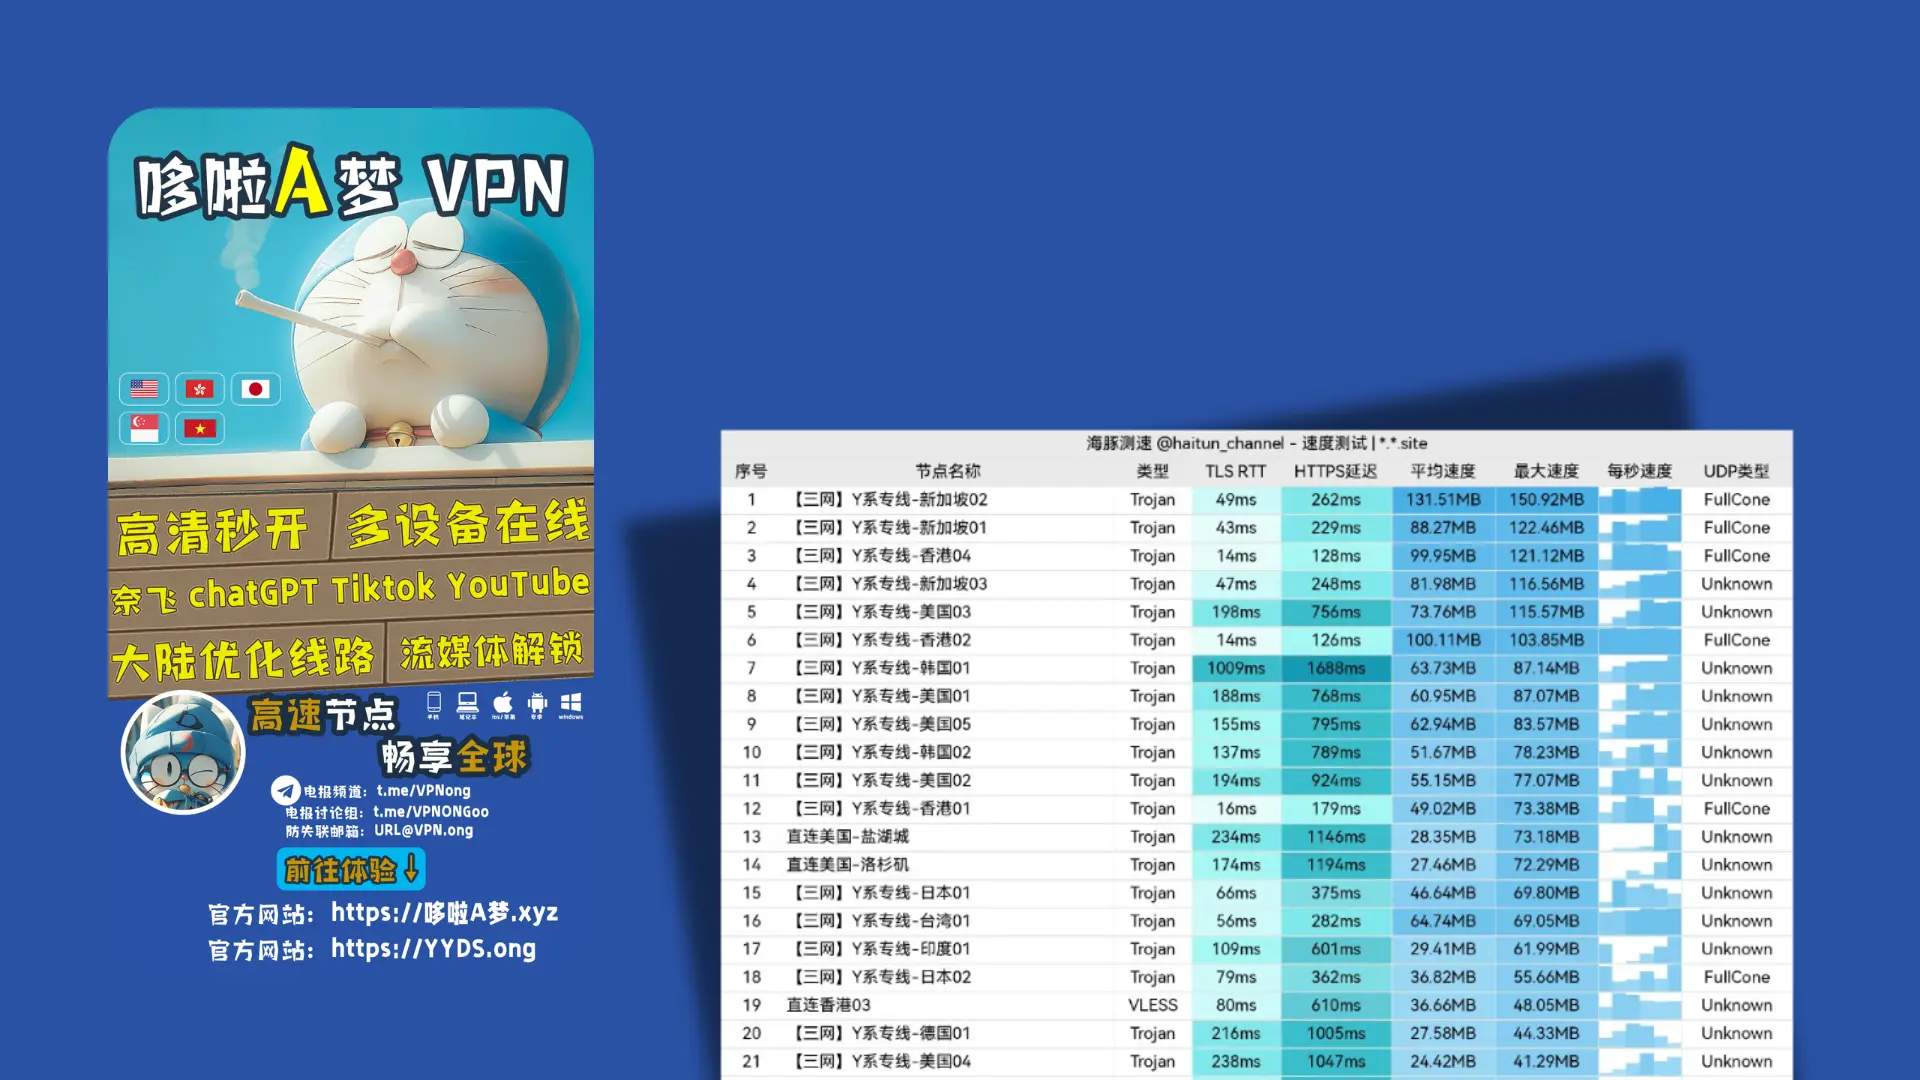 哆啦A梦 VPN
高清秒开 多设备在线
奈飞 chatGPT Tiktok YouTube
大陆优化线路 流媒体解锁
高速节点
手机 笔记本 ios/苹果 安卓 windows
畅享全球
电报频道：t.me/VPNong
电报讨论组：t.me/VPNONGoo
防失联邮箱：URL@VPN.ong
前往体验↓
官方网站：https://哆啦A梦.xyz
官方网站：https://YYDS.ong
海豚测速 @haitun_channel - 速度测试 | *.*.site
序号 节点名称 类型 TLS RTT HTTPS延迟 平均速度 最大速度 每秒速度 UDP类型
1 【三网】Y系专线-新加坡02 Trojan 49ms 262ms 131.51MB 150.92MB FullCone
2 【三网】Y系专线-新加坡01 Trojan 43ms 229ms 88.27MB 122.46MB FullCone
3 【三网】Y系专线-香港04 Trojan 14ms 128ms 99.95MB 121.12MB FullCone
4 【三网】Y系专线-新加坡03 Trojan 47ms 248ms 81.98MB 116.56MB Unknown
5 【三网】Y系专线-美国03 Trojan 198ms 756ms 73.76MB 115.57MB Unknown
6 【三网】Y系专线-香港02 Trojan 14ms 126ms 100.11MB 103.85MB FullCone
7 【三网】Y系专线-韩国01 Trojan 1009ms 1688ms 63.73MB 87.14MB Unknown
8 【三网】Y系专线-美国01 Trojan 188ms 768ms 60.95MB 87.07MB Unknown
9 【三网】Y系专线-美国05 Trojan 155ms 795ms 62.94MB 83.57MB Unknown
10 【三网】Y系专线-韩国02 Trojan 137ms 789ms 51.67MB 78.23MB Unknown
11 【三网】Y系专线-美国02 Trojan 194ms 924ms 55.15MB 77.07MB Unknown
12 【三网】Y系专线-香港01 Trojan 16ms 179ms 49.02MB 73.38MB FullCone
13 直连美国-盐湖城 Trojan 234ms 1146ms 28.35MB 73.18MB Unknown
14 直连美国-洛杉矶 Trojan 174ms 1194ms 27.46MB 72.29MB Unknown
15 【三网】Y系专线-日本01 Trojan 66ms 375ms 46.64MB 69.80MB Unknown
16 【三网】Y系专线-台湾01 Trojan 56ms 282ms 64.74MB 69.05MB Unknown
17 【三网】Y系专线-印度01 Trojan 109ms 601ms 29.41MB 61.99MB Unknown
18 【三网】Y系专线-日本02 Trojan 79ms 362ms 36.82MB 55.66MB FullCone
19 直连香港03 VLESS 80ms 610ms 36.66MB 48.05MB Unknown
20 【三网】Y系专线-德国01 Trojan 216ms 1005ms 27.58MB 44.33MB Unknown
21 【三网】Y系专线-美国04 Trojan 238ms 1047ms 24.42MB 41.29MB Unknown